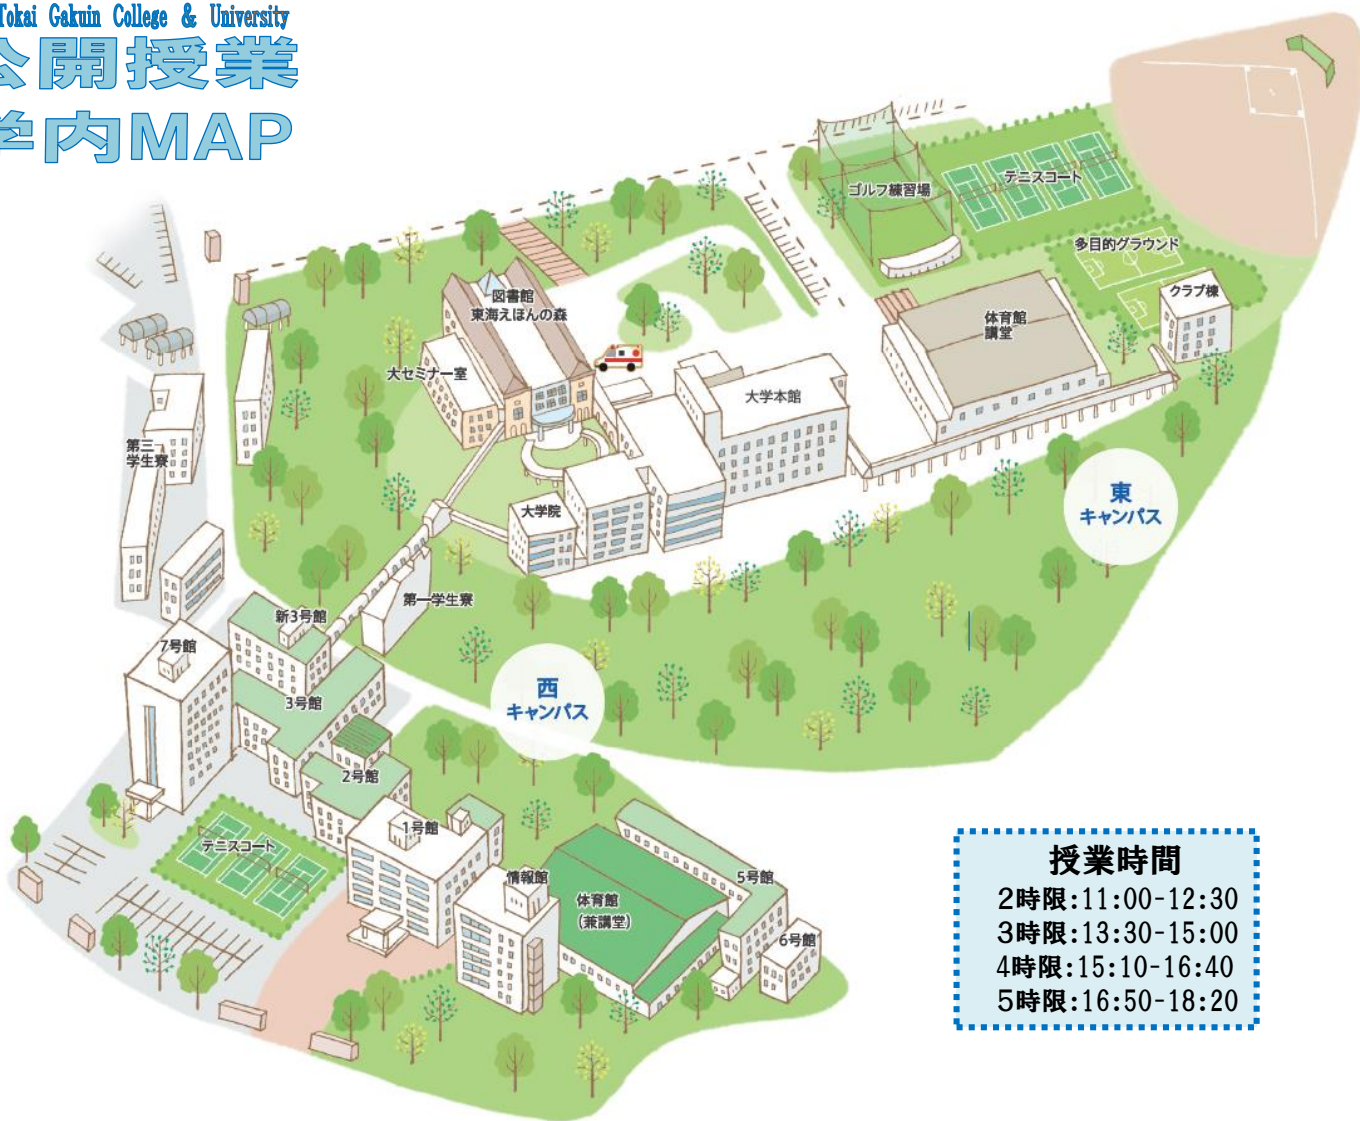 Tokai Gakuin College & University
公開授業
学内MAP
ゴルフ練習場
テニスコート
多目的グラウンド
クラブ棟
図書館
東海えほんの森
体育館
講堂
大セミナー室
大学本館
第三
学生寮
大学院
東
キャンパス
第一学生寮
新3号館
7号館
3号館
西
キャンパス
2号館
1号館
テニスコート
情報館
5号館
体育館
(兼講堂)
6号館
授業時間
2時限:11:00-12:30
3時限:13:30-15:00
4時限:15:10-16:40
5時限:16:50-18:20